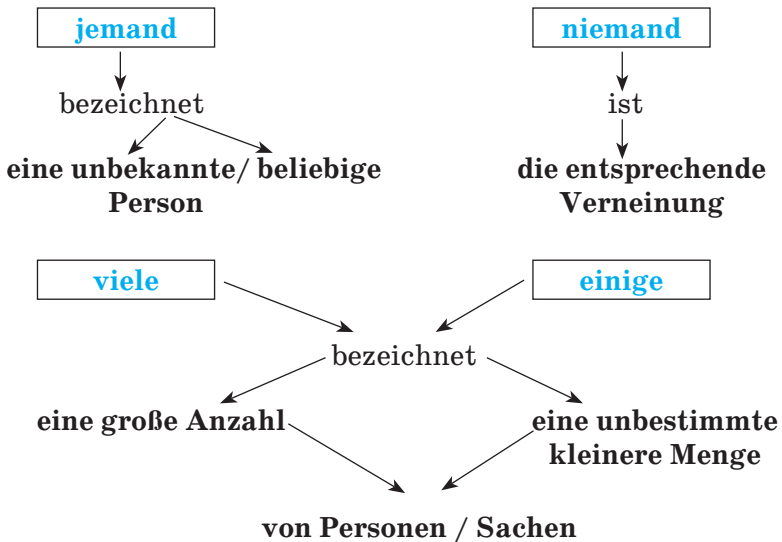 jemand
niemand
bezeichnet
ist
eine unbekannte/ beliebige
Person
die entsprechende
Verneinung
viele
einige
bezeichnet
eine große Anzahl
eine unbestimmte
kleinere Menge
von Personen / Sachen